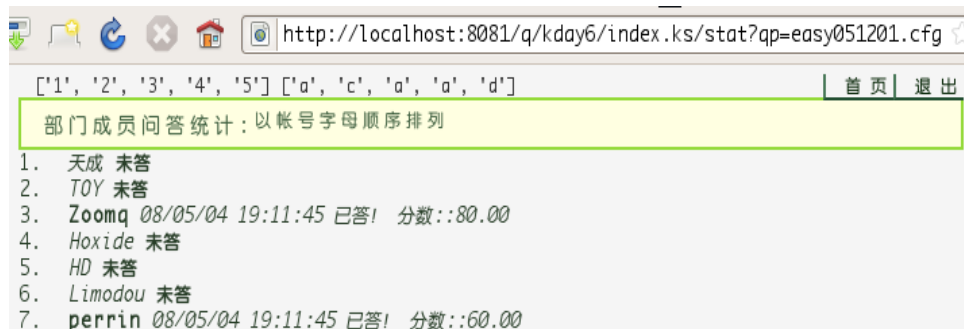 http://localhost:8081/q/kday6/index.ks/stat?qp=easy051201.cfg
['1', '2', '3', '4', '5'] ['a', 'c', 'a', 'a', 'd'] | 首页| 退出
部门成员问答统计:以帐号字母顺序排列
1. 天成 未答
2. TOY 未答
3. Zoomq 08/05/04 19:11:45 已答! 分数::80.00
4. Hoxide 未答
5. HD 未答
6. Limodou 未答
7. perrin 08/05/04 19:11:45 已答! 分数::60.00